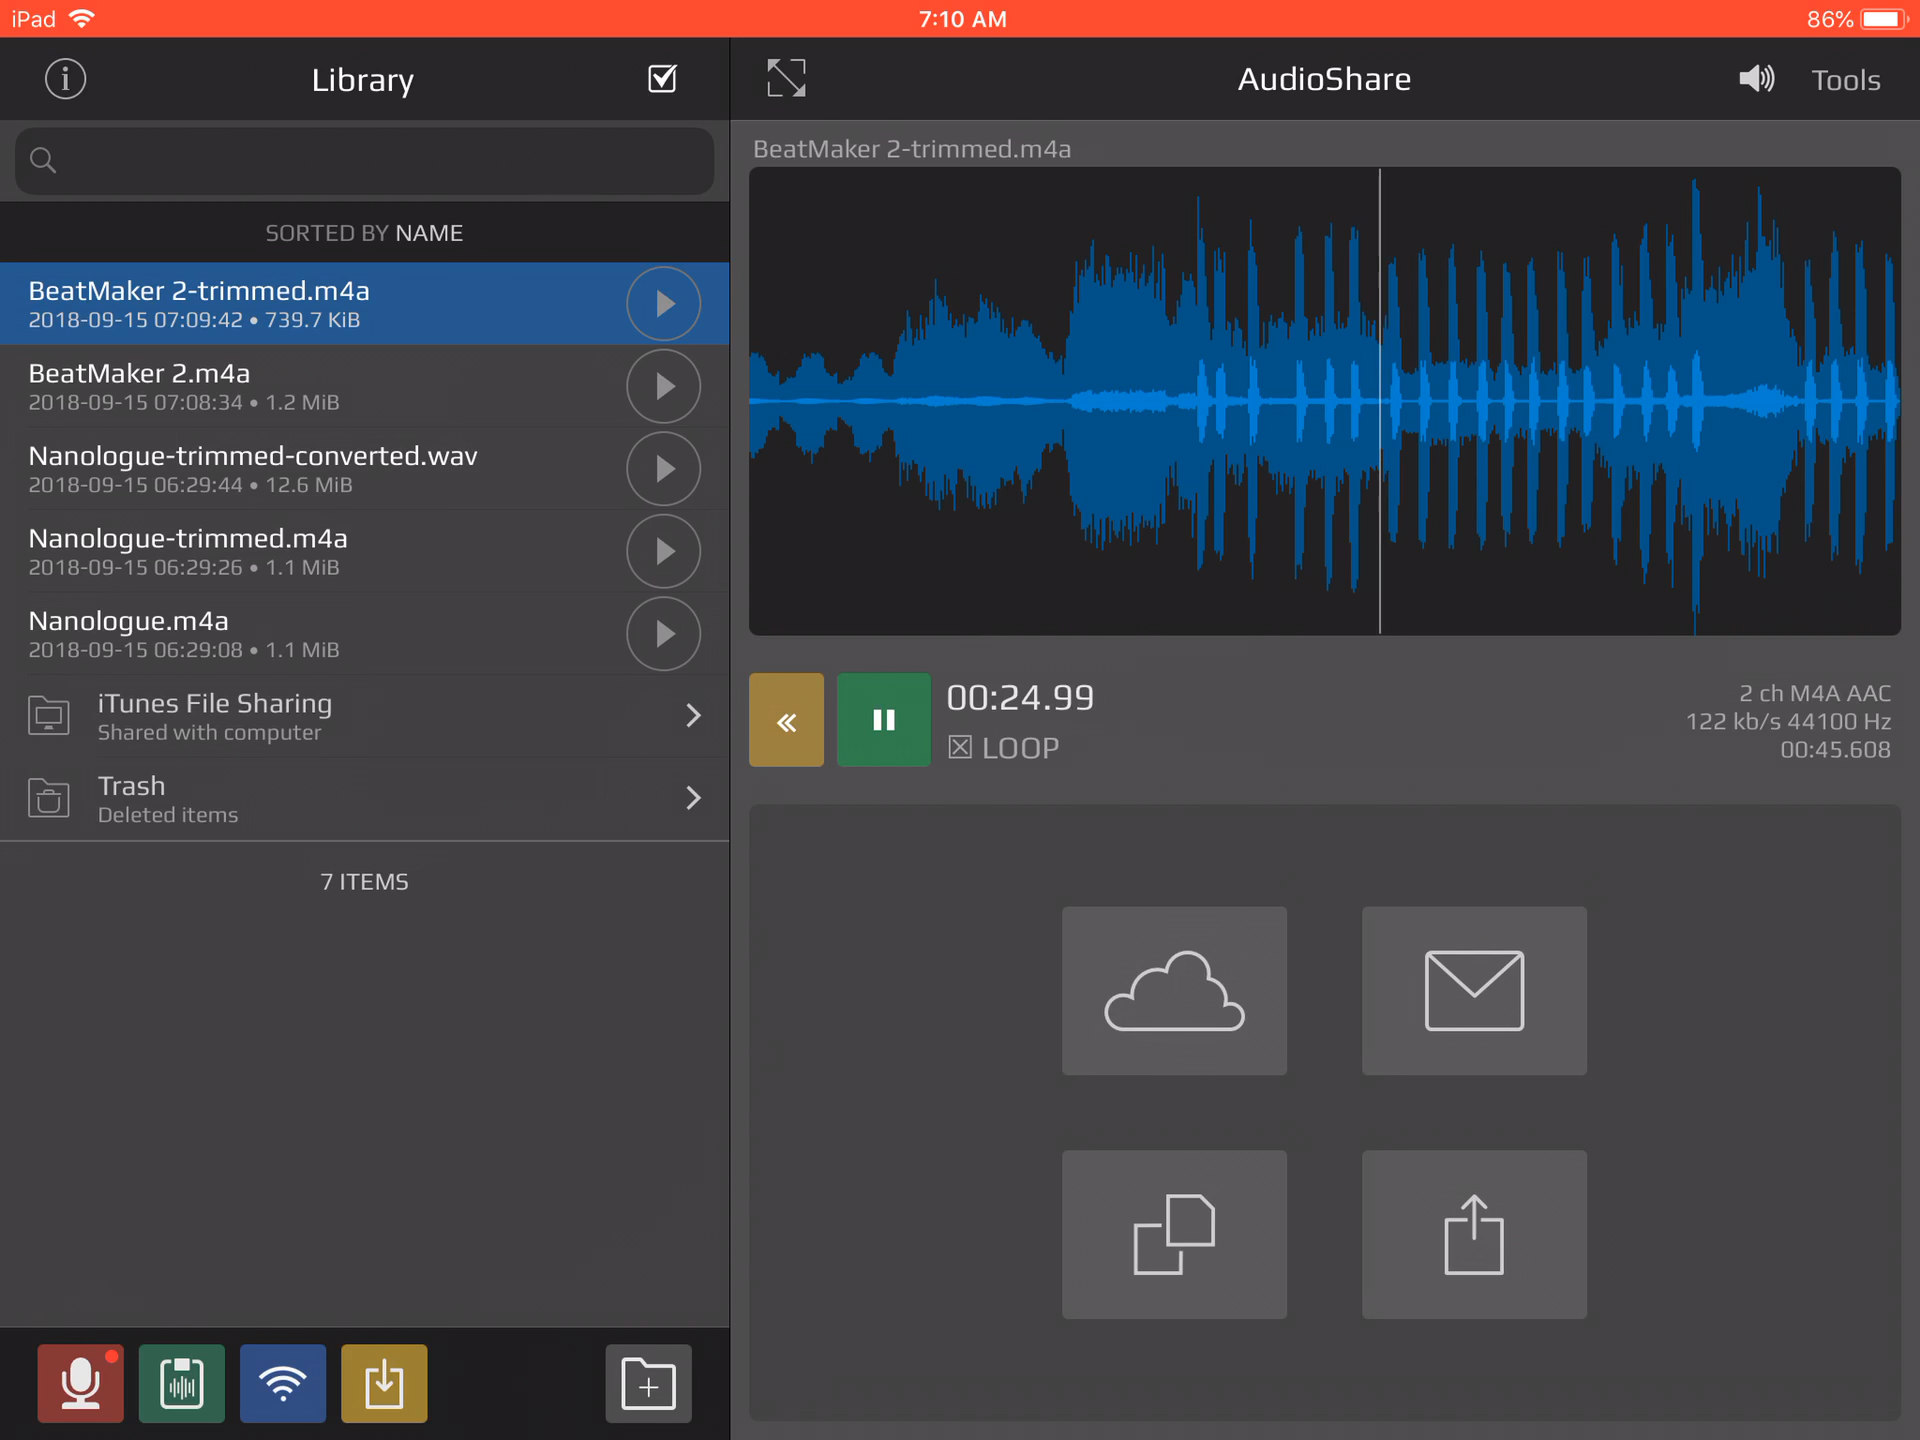 iPad
7:10 AM
86%
Library
AudioShare
Tools
SORTED BY NAME
BeatMaker 2-trimmed.m4a
2018-09-15 07:09:42 • 739.7 KiB
BeatMaker 2.m4a
2018-09-15 07:08:34 • 1.2 MiB
Nanologue-trimmed-converted.wav
2018-09-15 06:29:44 • 12.6 MiB
Nanologue-trimmed.m4a
2018-09-15 06:29:26 • 1.1 MiB
Nanologue.m4a
2018-09-15 06:29:08 • 1.1 MiB
iTunes File Sharing
Shared with computer
Trash
Deleted items
7 ITEMS
BeatMaker 2-trimmed.m4a
00:24.99
LOOP
2 ch M4A AAC
122 kb/s 44100 Hz
00:45.608